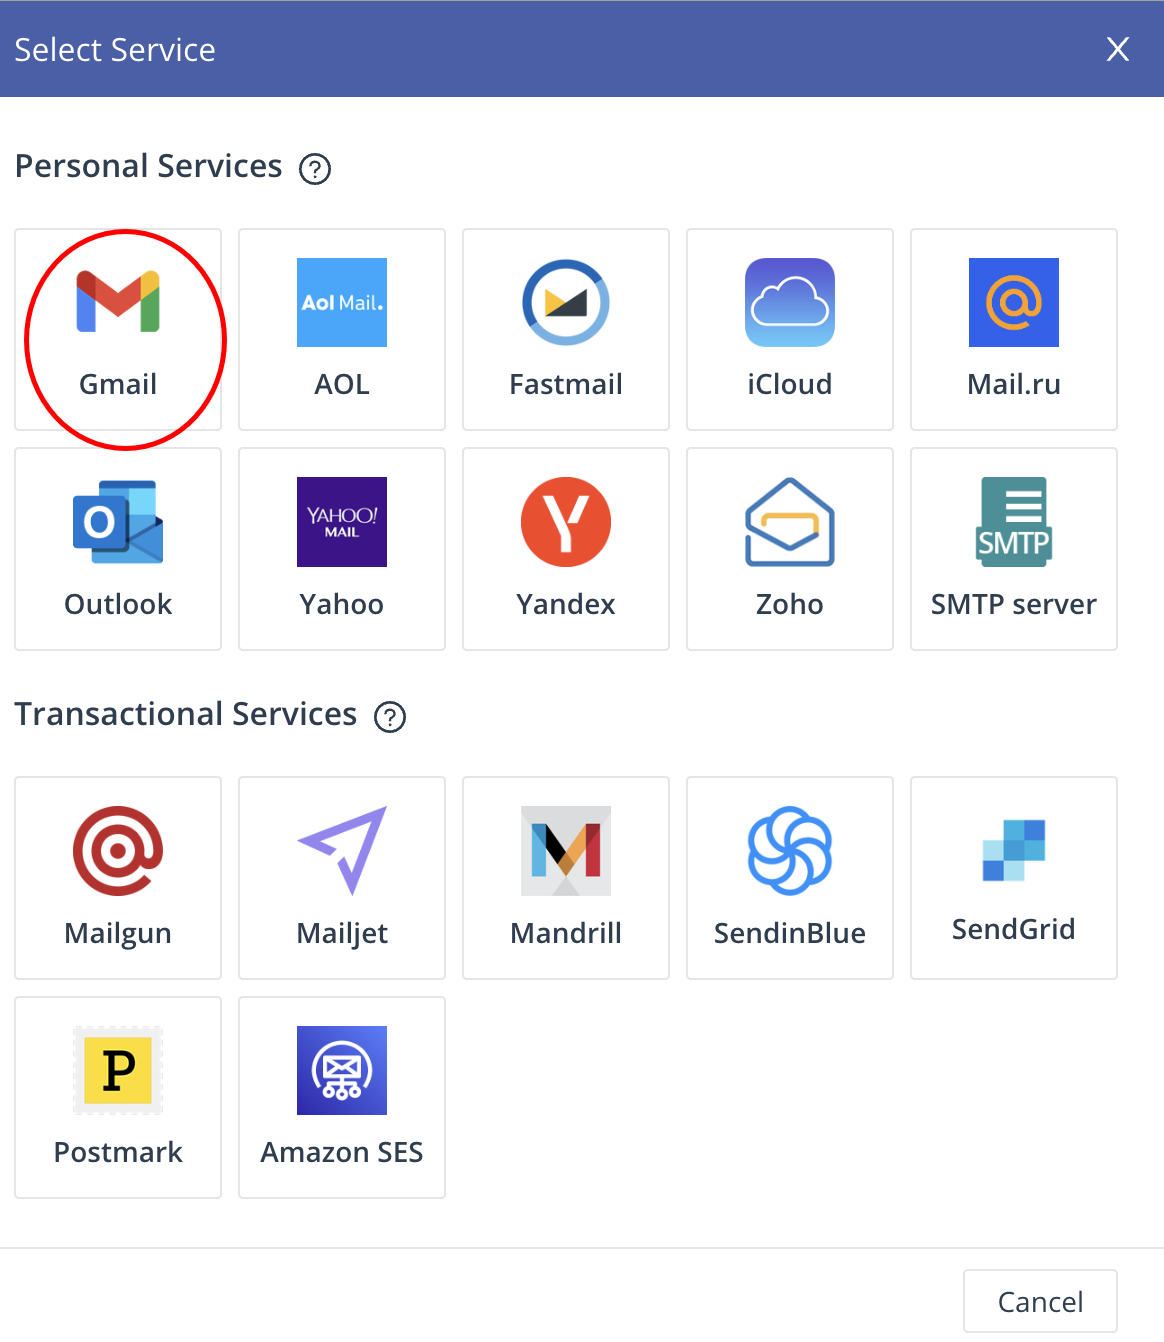 Select Service X
Personal Services ?
Aol Mail.
Gmail AOL Fastmail iCloud Mail.ru
O YAHOO! MAIL SMTP
Outlook Yahoo Yandex Zoho SMTP server
Transactional Services ?
Mailgun Mailjet Mandrill SendinBlue SendGrid
P
Postmark Amazon SES
Cancel